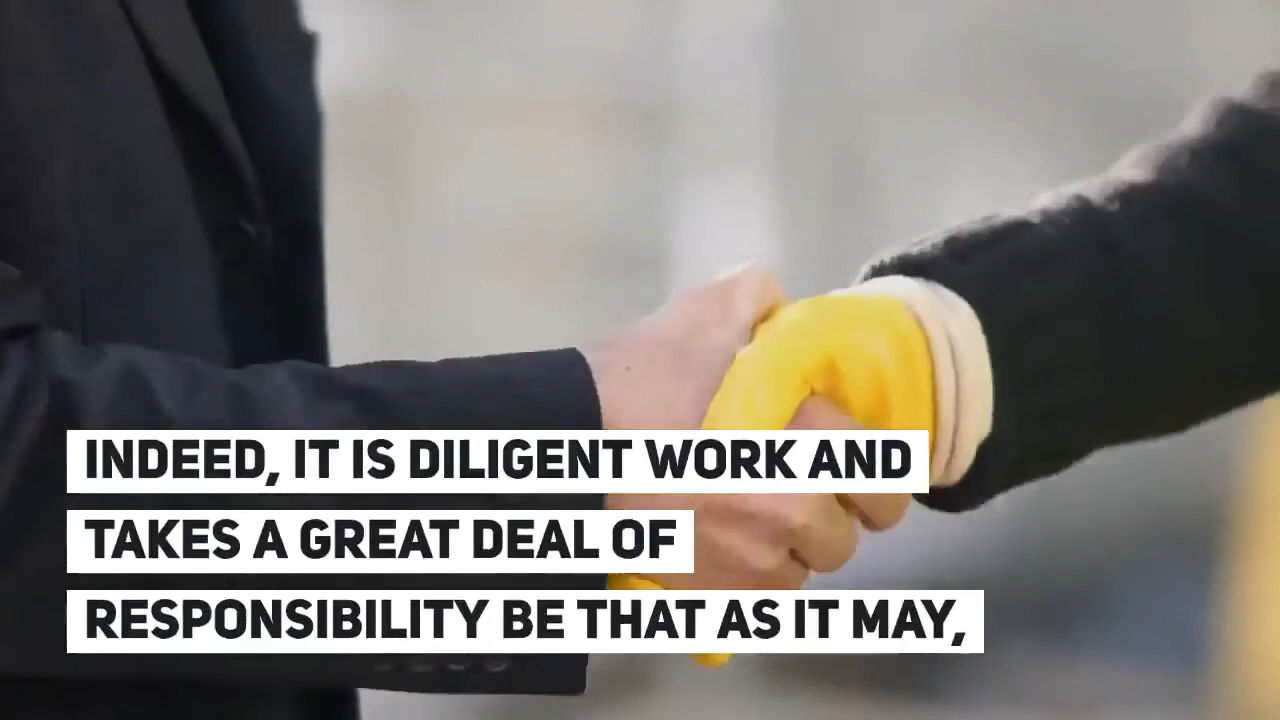 INDEED, IT IS DILIGENT WORK AND
TAKES A GREAT DEAL OF
RESPONSIBILITY BE THAT AS IT MAY,